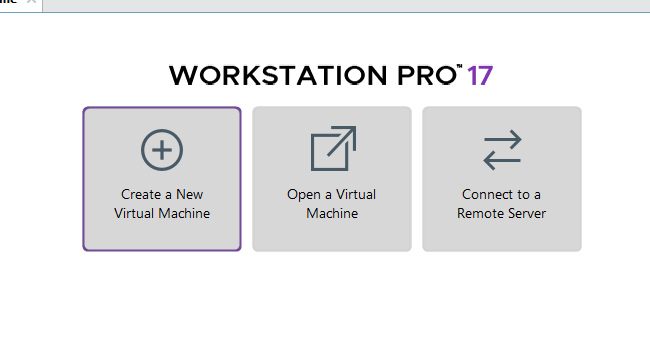 WORKSTATION PRO™ 17
Create a New
Virtual Machine
Open a Virtual
Machine
Connect to a
Remote Server